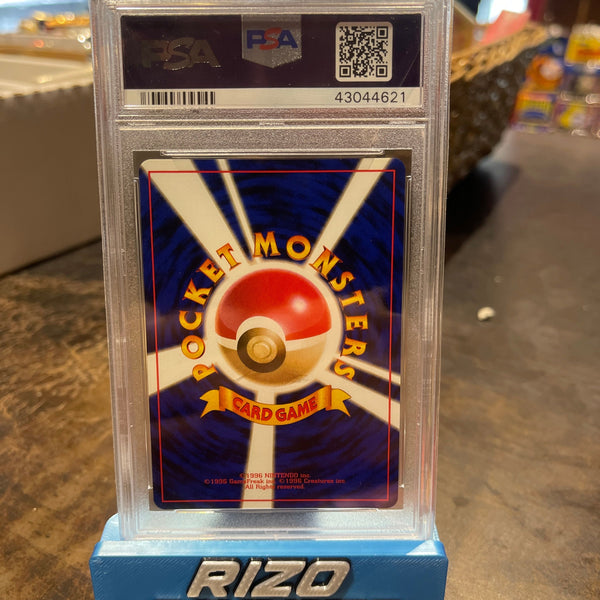 PSA
PSA
43044621
POCKET MONSTERS
CARD GAME
©1996 NINTENDO inc.
©1995 GameFreak inc. ©1996 Creatures inc
All Rights reserved.
RIZO